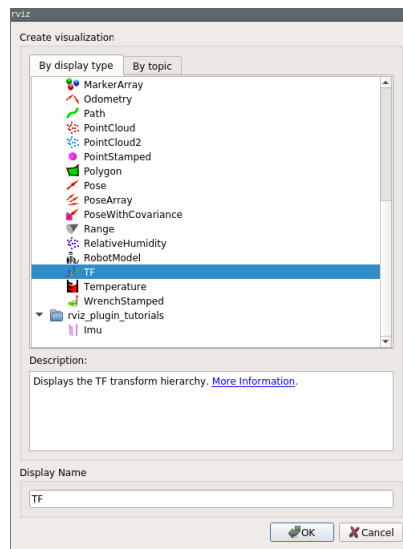 rviz
Create visualization
By display type By topic
MarkerArray
Odometry
Path
PointCloud
PointCloud2
PointStamped
Polygon
Pose
PoseArray
PoseWithCovariance
Range
RelativeHumidity
RobotModel
TF
Temperature
WrenchStamped
rviz_plugin_tutorials
Imu
Description:
Displays the TF transform hierarchy. More Information.
Display Name
TF
OK Cancel